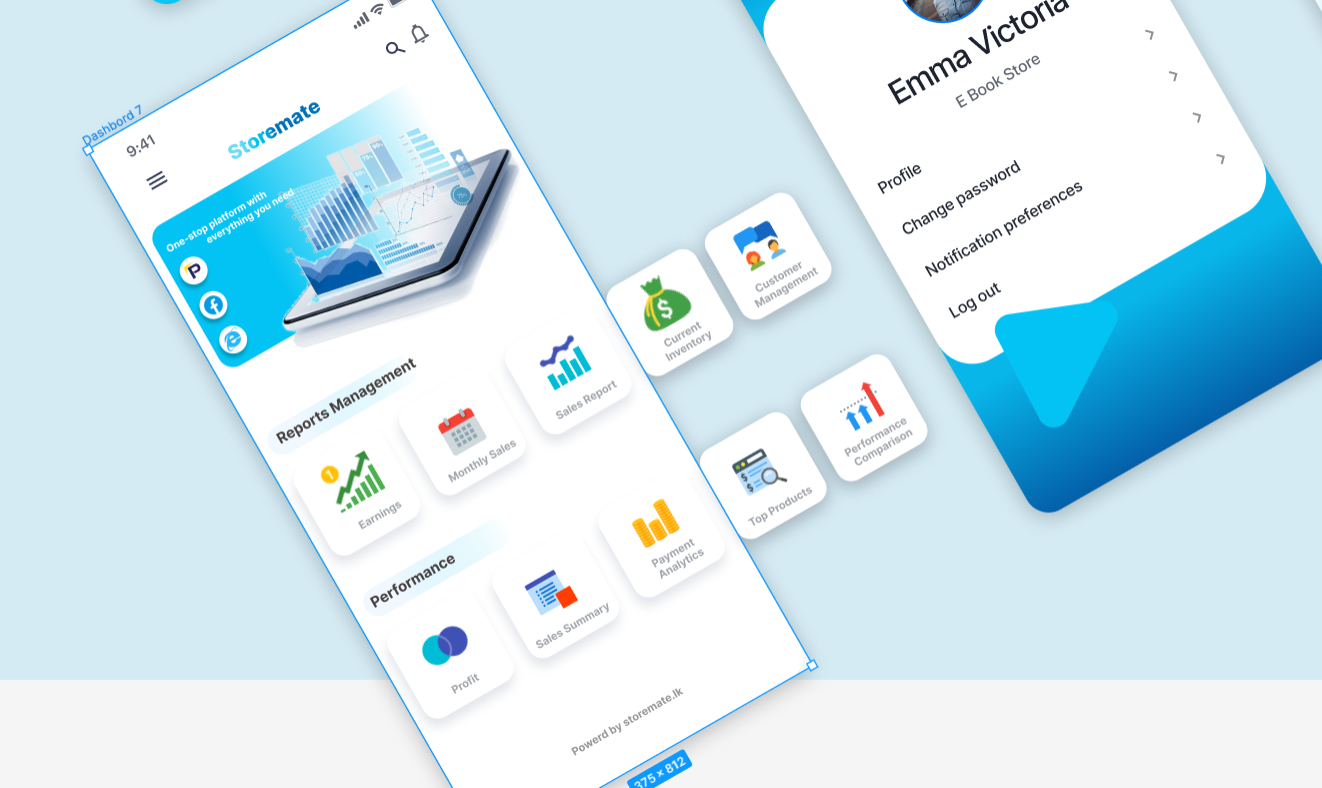 Dashbord 7
9:41
Storemate
One-stop platform with
everything you need
P
Reports Management
Earnings
Monthly Sales
Sales Report
Current
Inventory
Customer
Management
Performance
Profit
Sales Summary
Payment
Analytics
Top Products
Performance
Comparison
Powerd by storemate.lk
375 × 812
Emma Victoria
E Book Store
Profile
Change password
Notification preferences
Log out